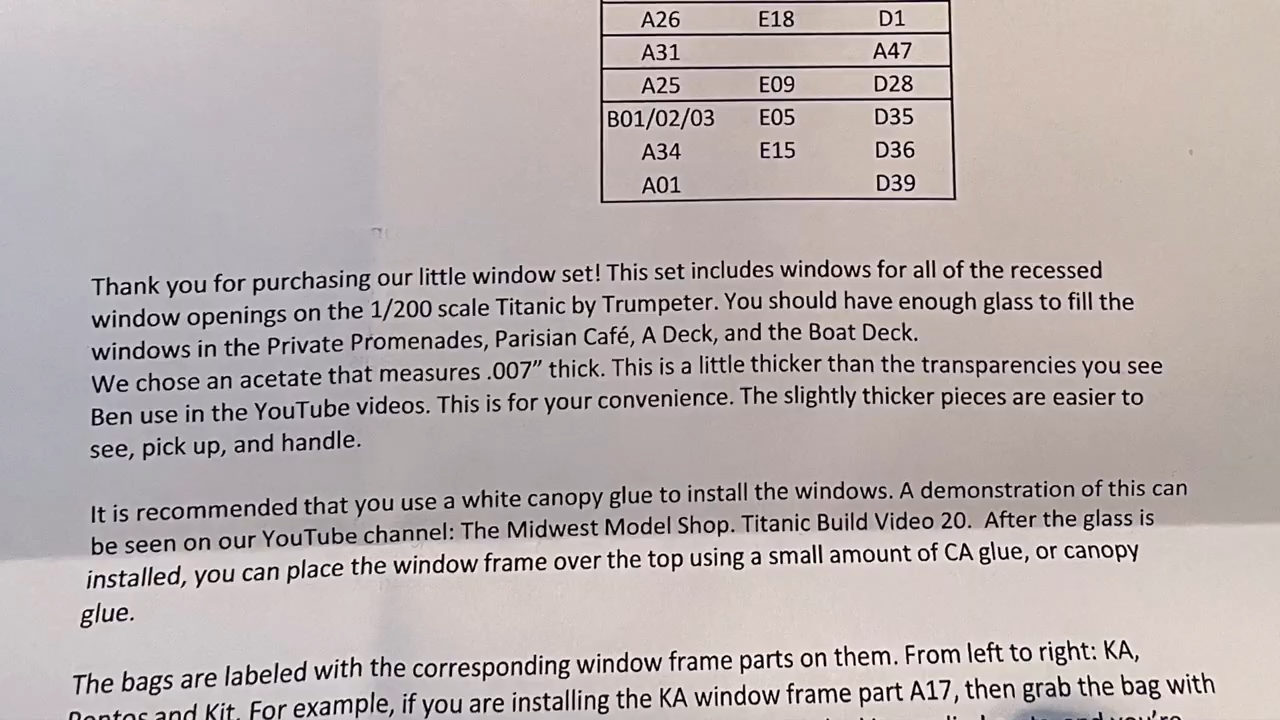 A26 E18 D1
A31 A47
A25 E09 D28
B01/02/03 E05 D35
A34 E15 D36
A01 D39
Thank you for purchasing our little window set! This set includes windows for all of the recessed
window openings on the 1/200 scale Titanic by Trumpeter. You should have enough glass to fill the
windows in the Private Promenades, Parisian Café, A Deck, and the Boat Deck.
We chose an acetate that measures .007” thick. This is a little thicker than the transparencies you see
Ben use in the YouTube videos. This is for your convenience. The slightly thicker pieces are easier to
see, pick up, and handle.
It is recommended that you use a white canopy glue to install the windows. A demonstration of this can
be seen on our YouTube channel: The Midwest Model Shop. Titanic Build Video 20. After the glass is
installed, you can place the window frame over the top using a small amount of CA glue, or canopy
glue.
The bags are labeled with the corresponding window frame parts on them. From left to right: KA,
Pontos and Kit. For example, if you are installing the KA window frame part A17, then grab the bag with
and you're